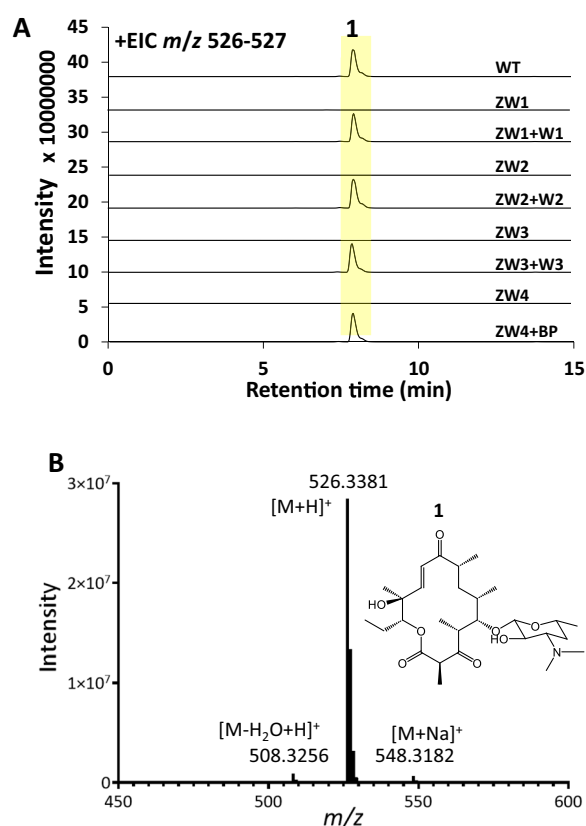 A
+EIC m/z 526-527
1
45
40
35
30
25
20
15
10
5
0
Intensity x 10000000
WT
ZW1
ZW1+W1
ZW2
ZW2+W2
ZW3
ZW3+W3
ZW4
ZW4+BP
0 5 10 15
Retention time (min)
B
3×10⁷
2×10⁷
1×10⁷
0
Intensity
526.3381
[M+H]⁺
1
[M-H₂O+H]⁺
508.3256
[M+Na]⁺
548.3182
O
HO
O
O
O
O
O
HO
N
450 500 550 600
m/z